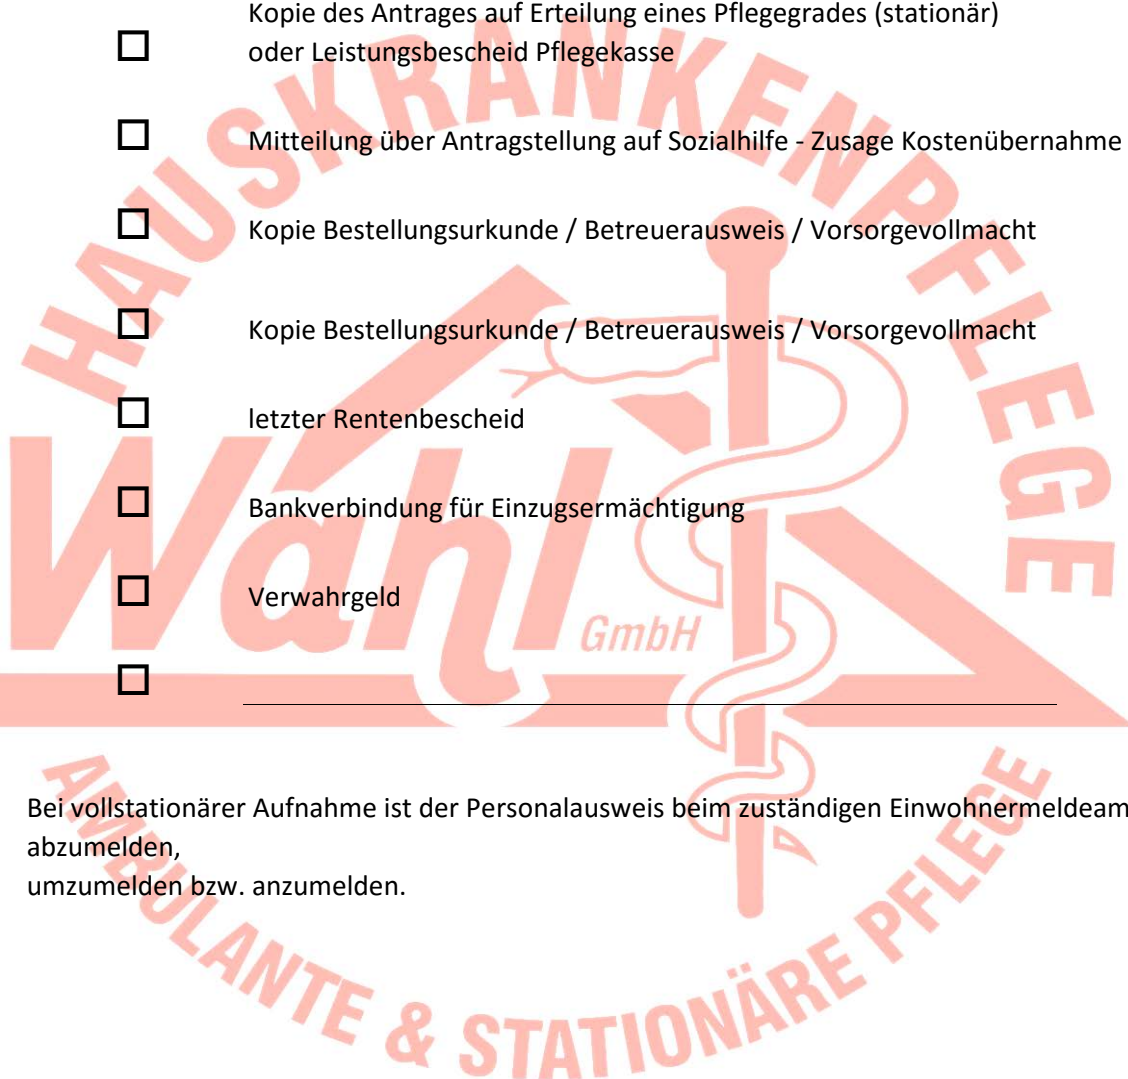 Kopie des Antrages auf Erteilung eines Pflegegrades (stationär)
oder Leistungsbescheid Pflegekasse
Mitteilung über Antragstellung auf Sozialhilfe - Zusage Kostenübernahme
Kopie Bestellungsurkunde / Betreuerausweis / Vorsorgevollmacht
Kopie Bestellungsurkunde / Betreuerausweis / Vorsorgevollmacht
letzter Rentenbescheid
Bankverbindung für Einzugsermächtigung
Verwahrgeld
Bei vollstationärer Aufnahme ist der Personalausweis beim zuständigen Einwohnermeldeam
abzumelden,
umzumelden bzw. anzumelden.
HAUSKRANKENPFLEGE
Wahl
GmbH
AMBULANTE & STATIONÄRE PFLEGE